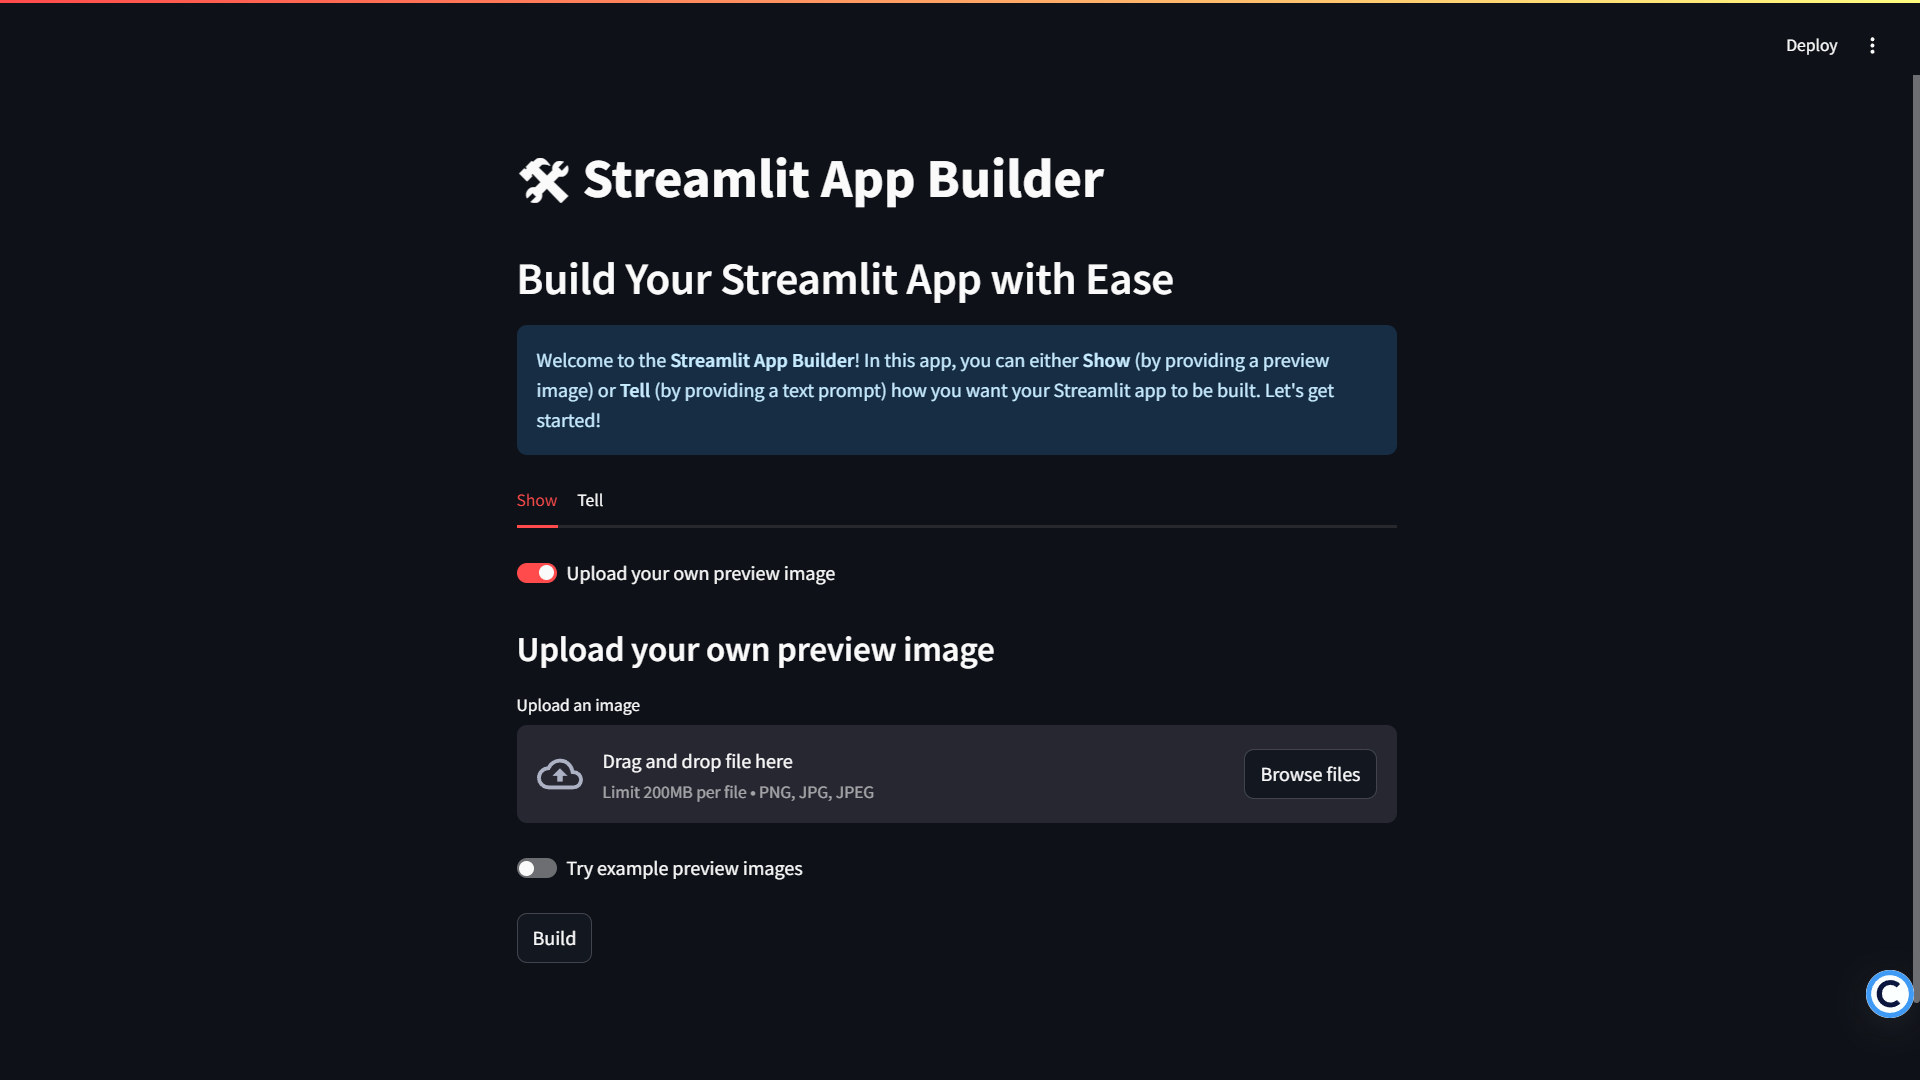 Deploy
Streamlit App Builder
Build Your Streamlit App with Ease
Welcome to the Streamlit App Builder! In this app, you can either Show (by providing a preview
image) or Tell (by providing a text prompt) how you want your Streamlit app to be built. Let's get
started!
Show Tell
Upload your own preview image
Upload your own preview image
Upload an image
Drag and drop file here
Limit 200MB per file • PNG, JPG, JPEG
Browse files
Try example preview images
Build
C